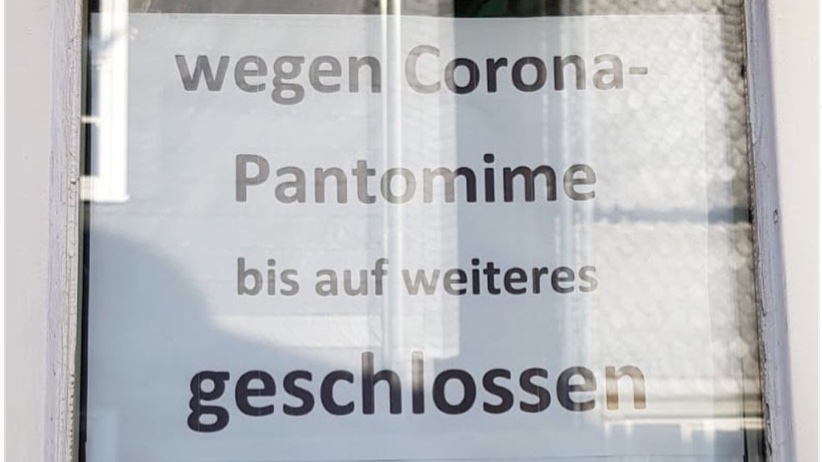 wegen Corona-
Pantomime
bis auf weiteres
geschlossen